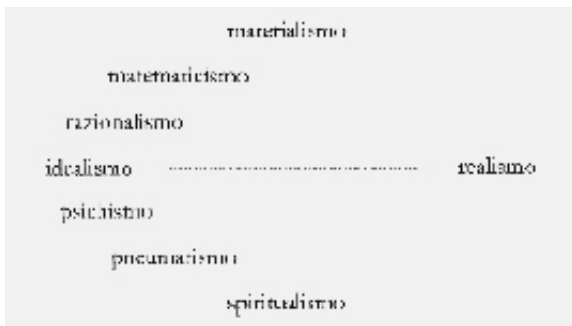 materialismo
matematicismo
razionalismo
idealismo realismo
psichismo
pneumatismo
spiritualismo